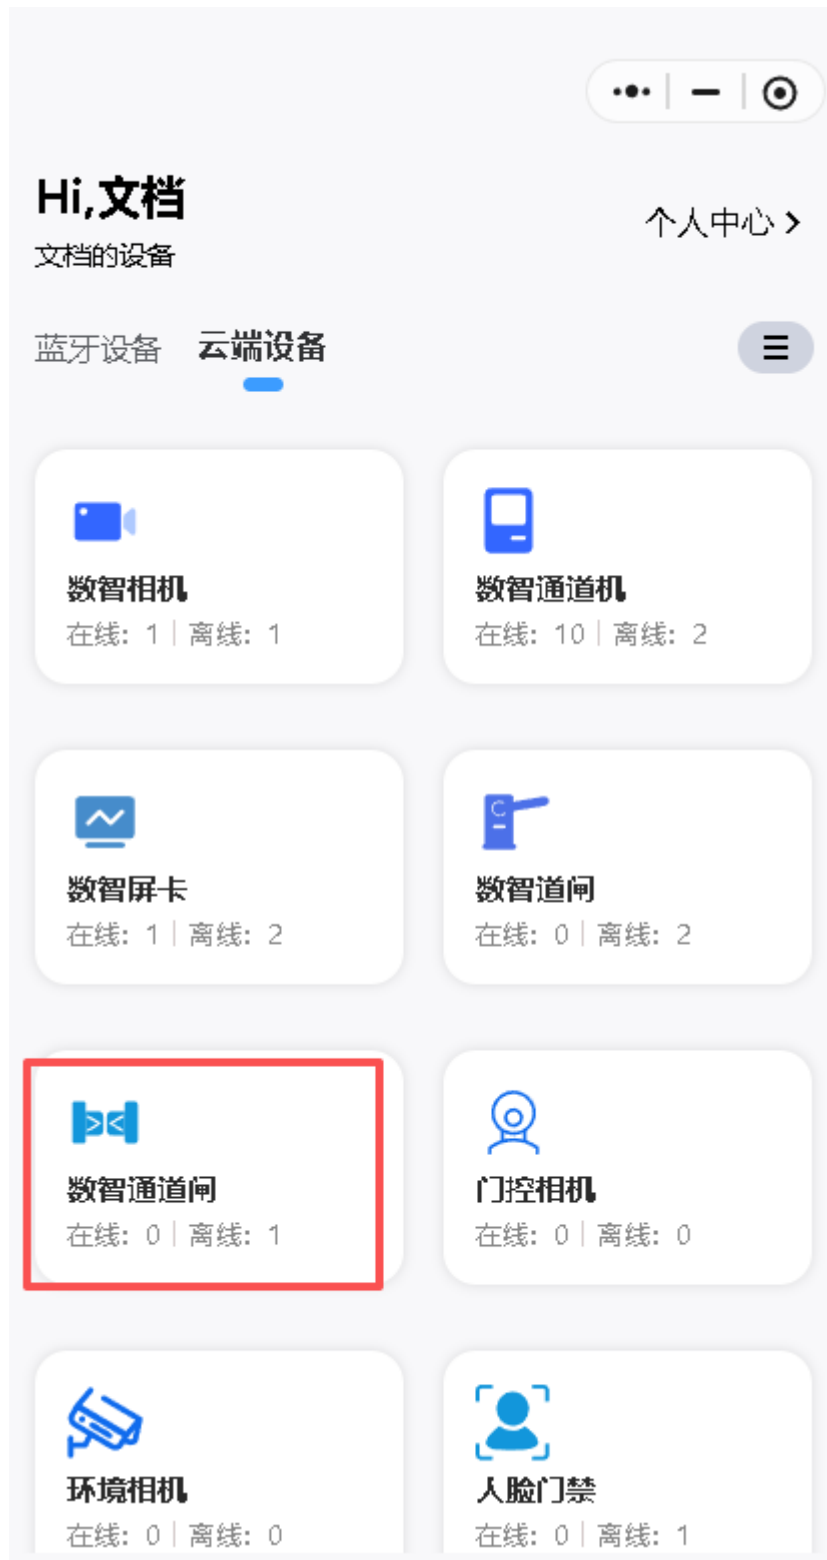 Hi,文档
个人中心
文档的设备
蓝牙设备 云端设备
数智相机
在线: 1 | 离线: 1
数智通道机
在线: 10 | 离线: 2
数智屏卡
在线: 1 | 离线: 2
数智道闸
在线: 0 | 离线: 2
数智通道闸
在线: 0 | 离线: 1
门控相机
在线: 0 | 离线: 0
环境相机
在线: 0 | 离线: 0
人脸门禁
在线: 0 | 离线: 1